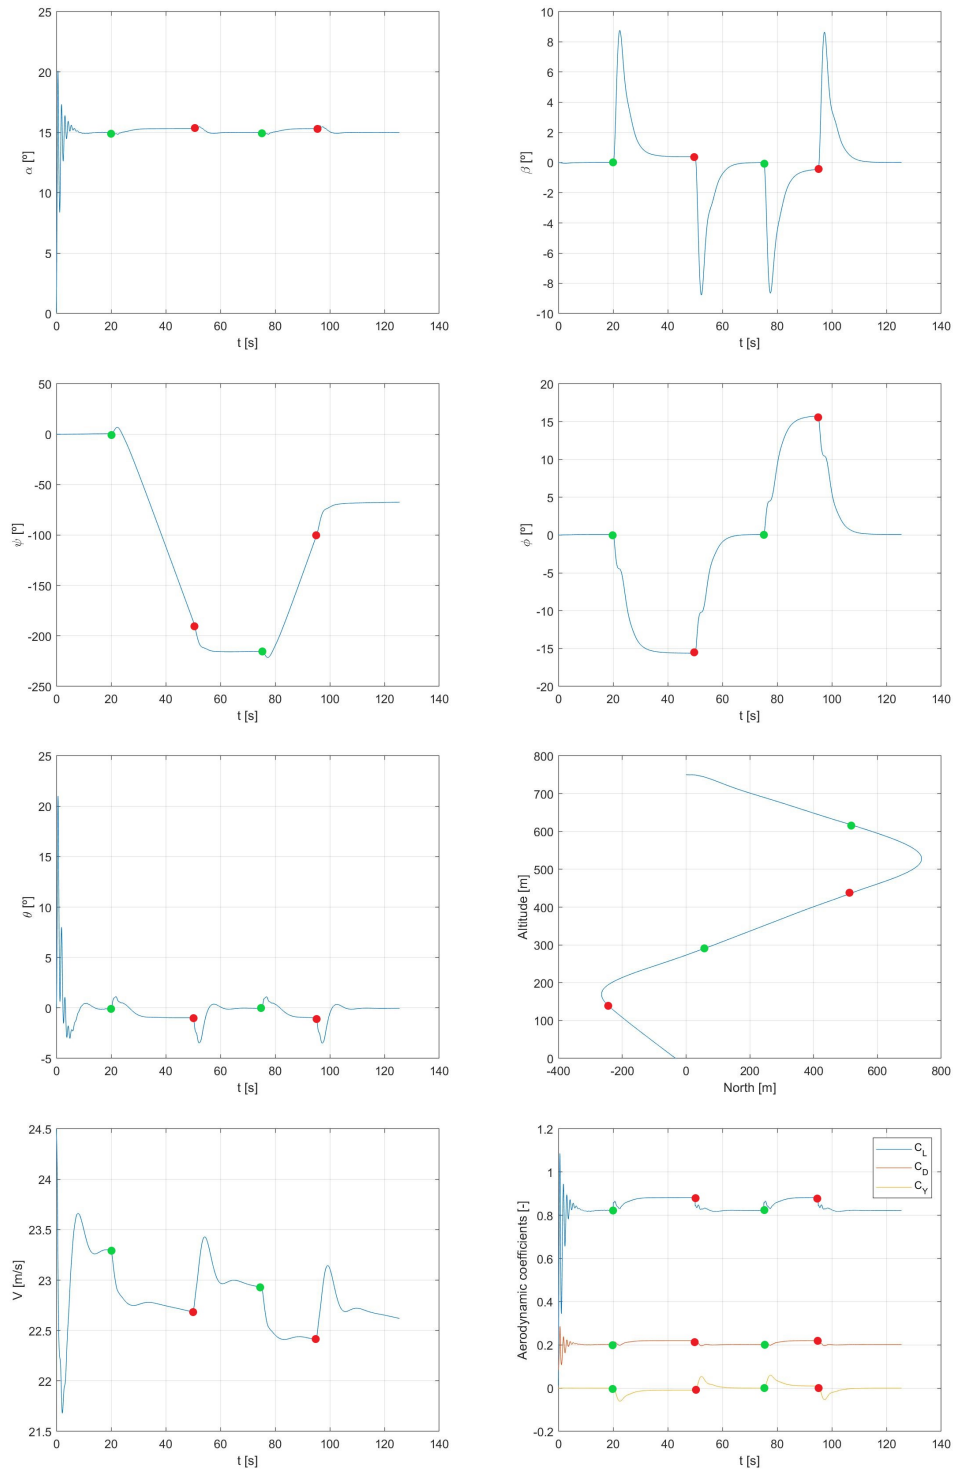 25
20
15
10
5
0
α [º]
0 20 40 60 80 100 120 140
t [s]
10
8
6
4
2
0
-2
-4
-6
-8
-10
β [º]
0 20 40 60 80 100 120 140
t [s]
50
0
-50
-100
-150
-200
-250
ψ [º]
0 20 40 60 80 100 120 140
t [s]
20
15
10
5
0
-5
-10
-15
-20
ϕ [º]
0 20 40 60 80 100 120 140
t [s]
25
20
15
10
5
0
-5
θ [º]
0 20 40 60 80 100 120 140
t [s]
800
700
600
500
400
300
200
100
0
Altitude [m]
-400 -200 0 200 400 600 800
North [m]
24.5
24
23.5
23
22.5
22
21.5
V [m/s]
0 20 40 60 80 100 120 140
t [s]
1.2
1
0.8
0.6
0.4
0.2
0
-0.2
Aerodynamic coefficients [-]
C_L
C_D
C_Y
0 20 40 60 80 100 120 140
t [s]